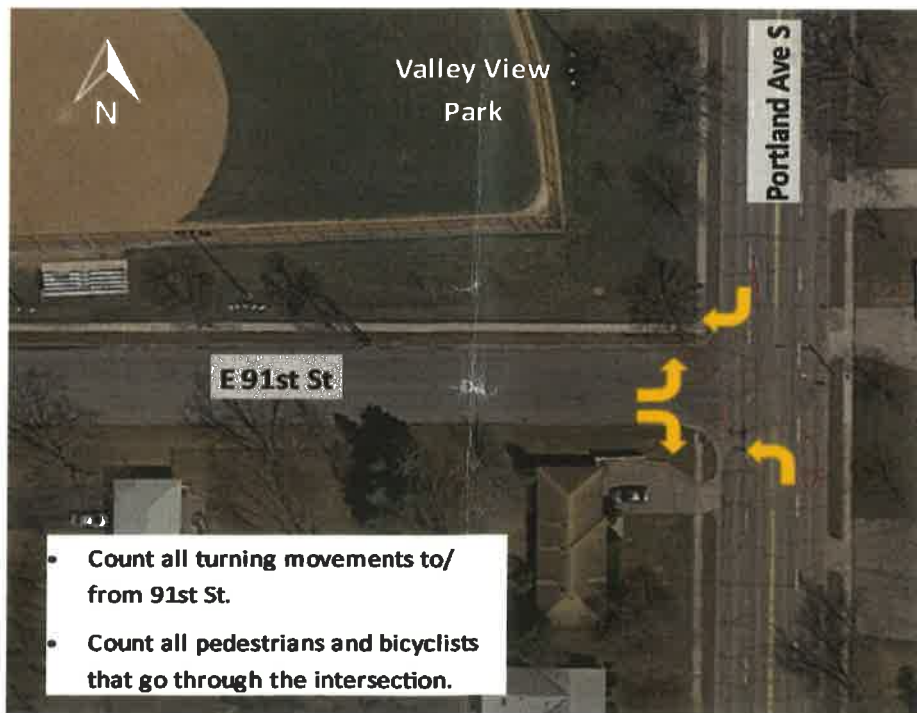 N
Valley View
Park
Portland Ave S
E 91st St
• Count all turning movements to/
from 91st St.
• Count all pedestrians and bicyclists
that go through the intersection.